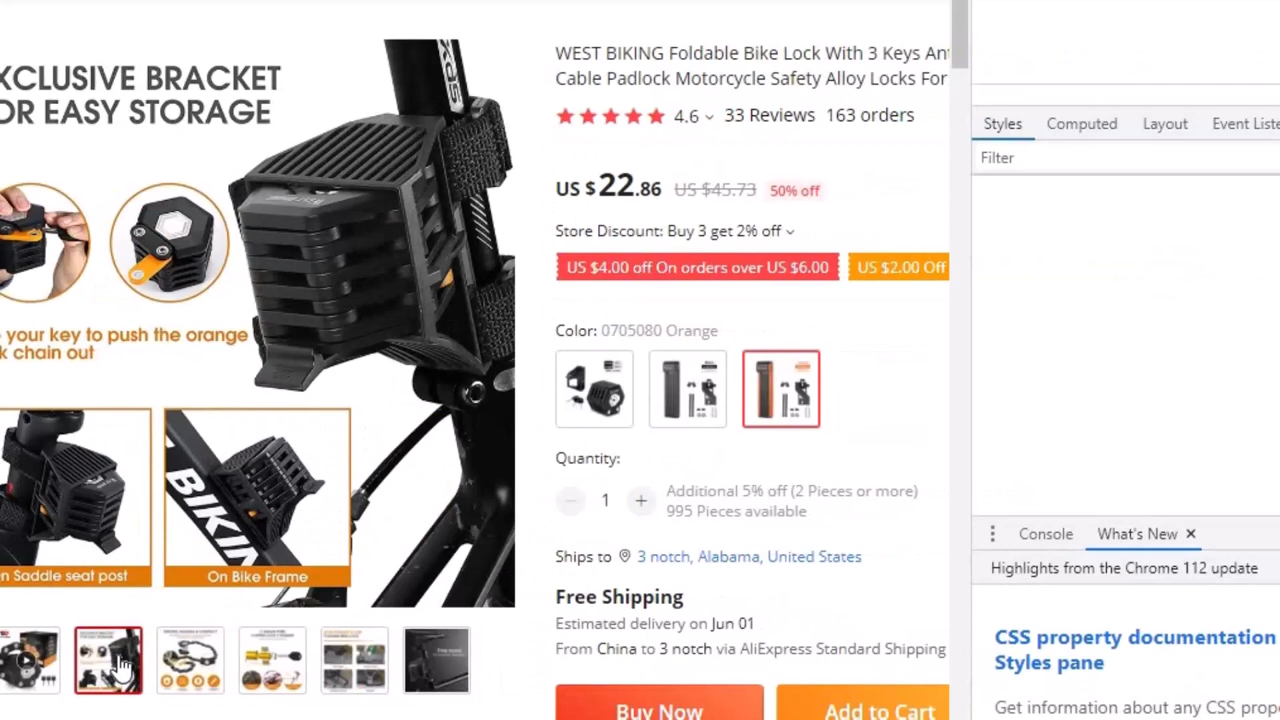 XCLUSIVE BRACKET
OR EASY STORAGE
your key to push the orange
k chain out
n Saddle seat post
On Bike Frame
BIKIN
WEST BIKING Foldable Bike Lock With 3 Keys An
Cable Padlock Motorcycle Safety Alloy Locks For
4.6 33 Reviews 163 orders
US $22.86 US $45.73 50% off
Store Discount: Buy 3 get 2% off
US $4.00 off On orders over US $6.00 US $2.00 Off
Color: 0705080 Orange
Quantity:
1
Additional 5% off (2 Pieces or more)
995 Pieces available
Ships to 3 notch, Alabama, United States
Free Shipping
Estimated delivery on Jun 01
From China to 3 notch via AliExpress Standard Shipping
Buy Now Add to Cart
Styles Computed Layout Event Liste
Filter
Console What's New ×
Highlights from the Chrome 112 update
CSS property documentation
Styles pane
Get information about any CSS prope